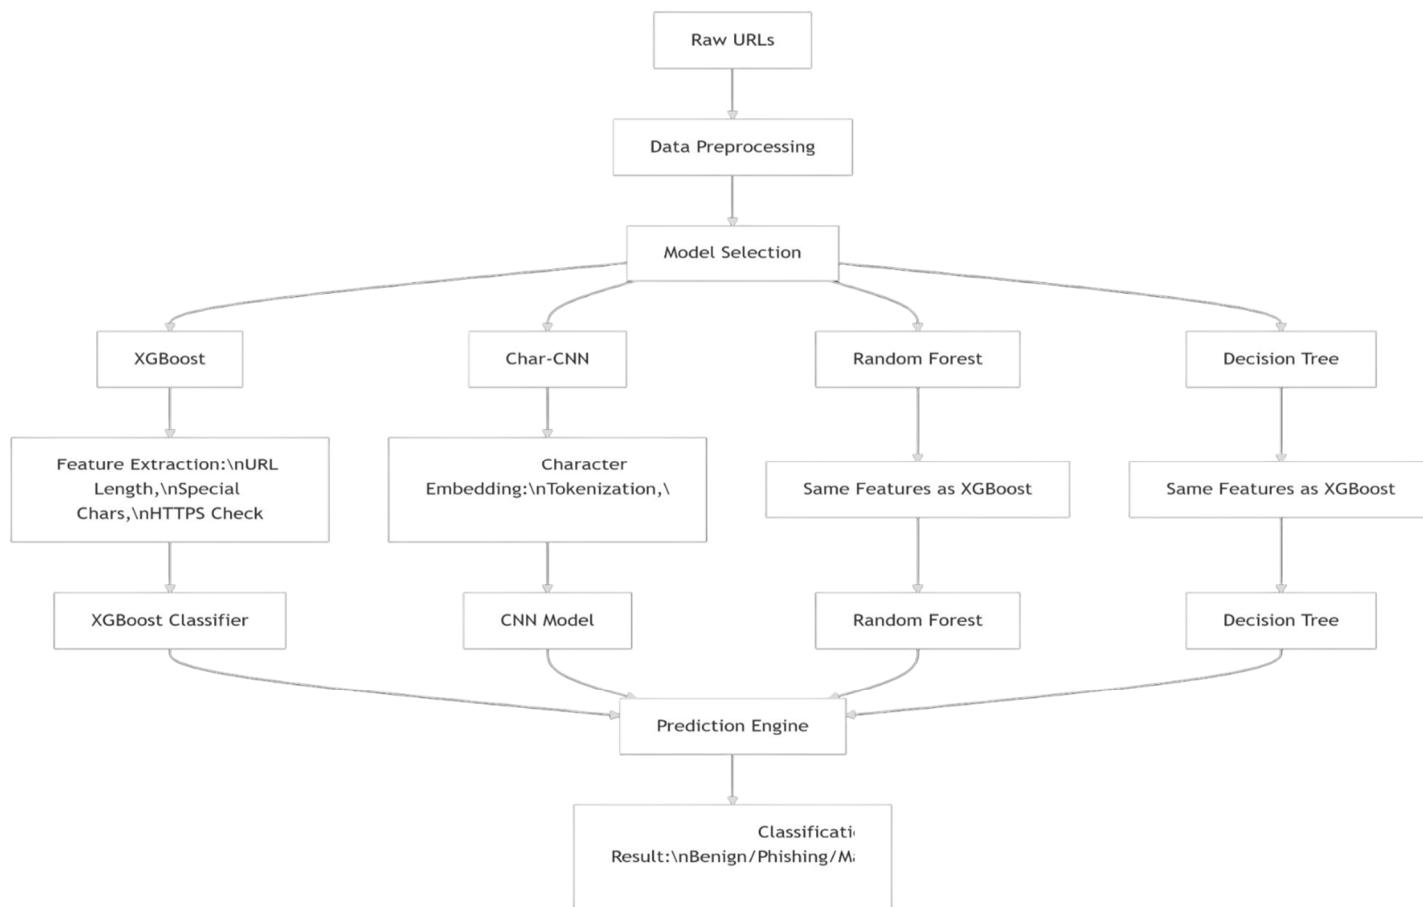 Raw URLs
Data Preprocessing
Model Selection
XGBoost
Char-CNN
Random Forest
Decision Tree
Feature Extraction:\nURL
Length,\nSpecial
Chars,\nHTTPS Check
Character
Embedding:\nTokenization,\
Same Features as XGBoost
Same Features as XGBoost
XGBoost Classifier
CNN Model
Random Forest
Decision Tree
Prediction Engine
Result:\nBenign/Phishing/